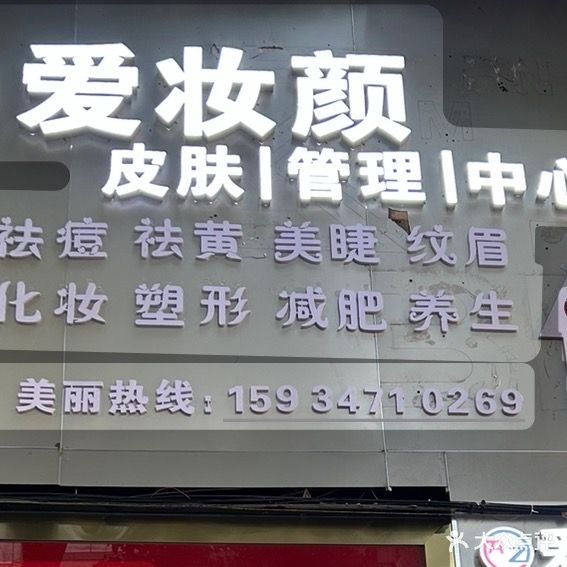 爱妆颜
皮肤|管理|中心
祛痘 祛黄 美睫 纹眉
化妆 塑形 减肥 养生
美丽热线: 159 3471 0269